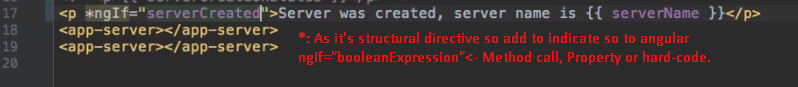 17 <p *ngIf="serverCreated">Server was created, server name is {{ serverName }}</p>
18 <app-server></app-server>
19 <app-server></app-server>
20
*: As it's structural directive so add to indicate so to angular
ngIf="booleanExpression"<- Method call, Property or hard-code.